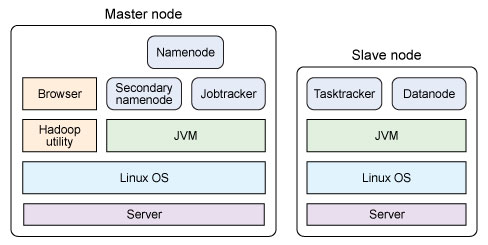 Master node
Namenode
Browser
Secondary
namenode
Jobtracker
Hadoop
utility
JVM
Linux OS
Server
Slave node
Tasktracker
Datanode
JVM
Linux OS
Server